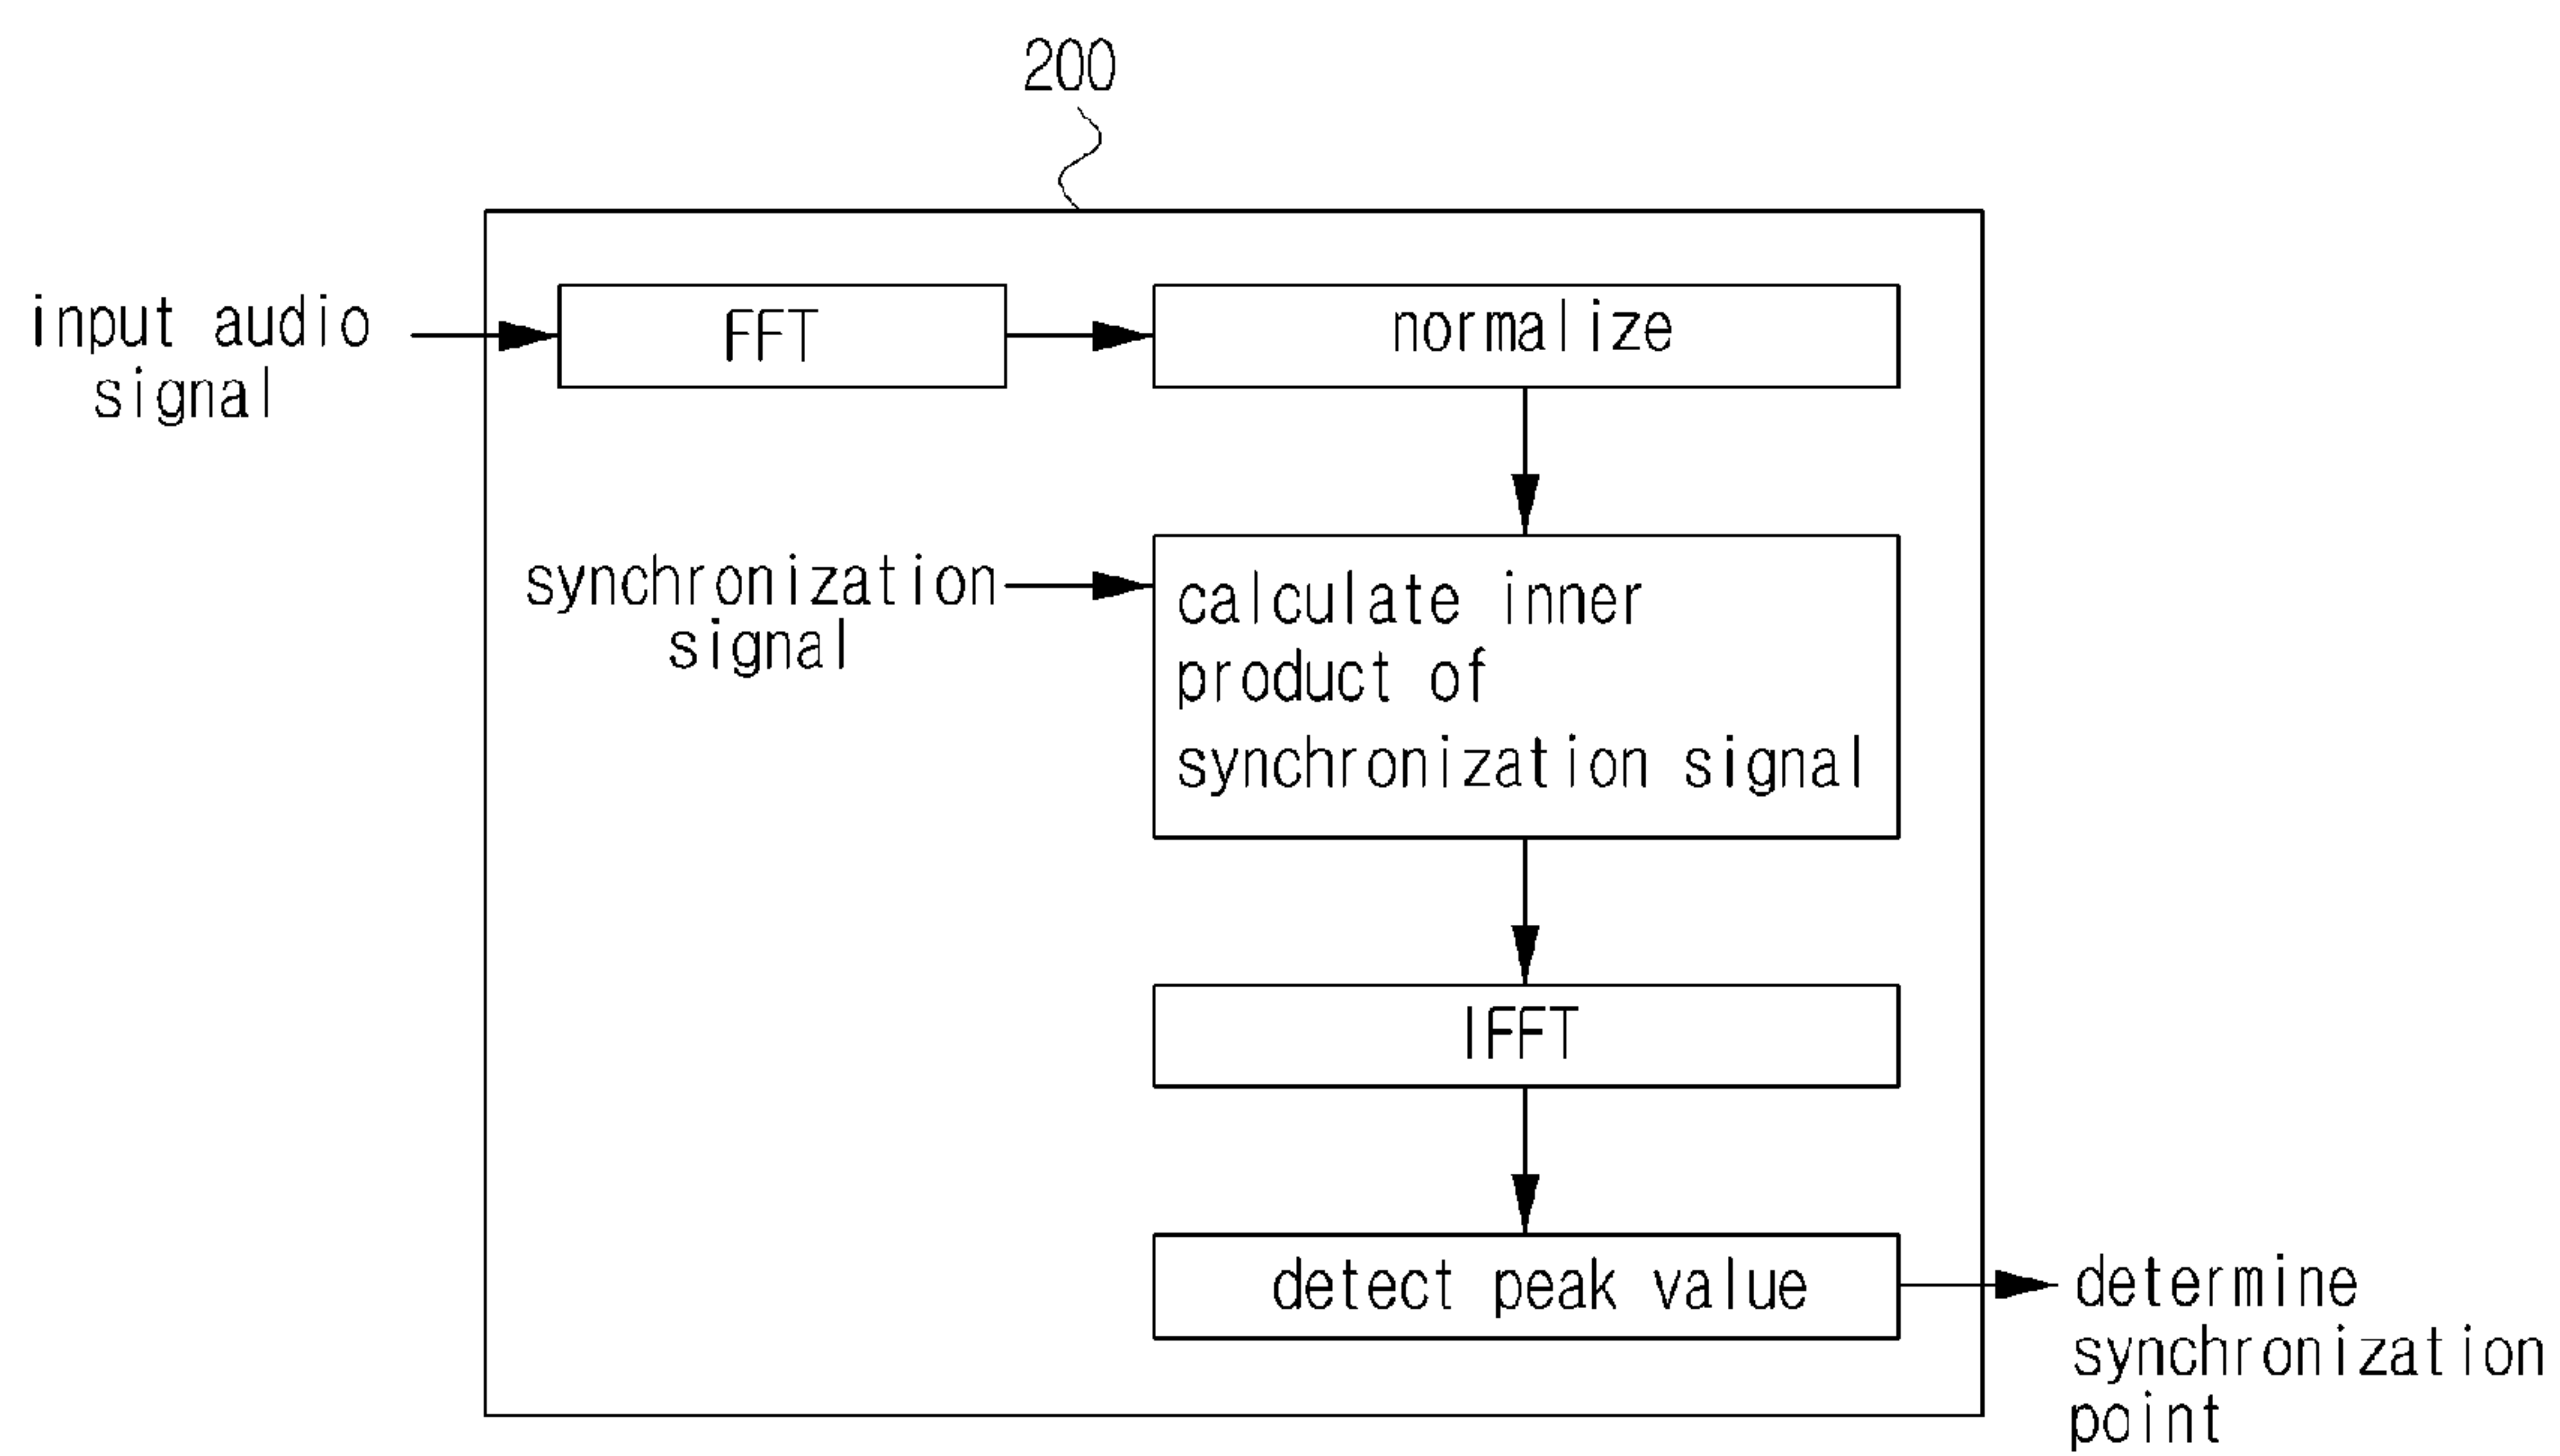 200
input audio
signal
FFT
normalize
synchronization
signal
calculate inner
product of
synchronization signal
IFFT
detect peak value
determine
synchronization
point